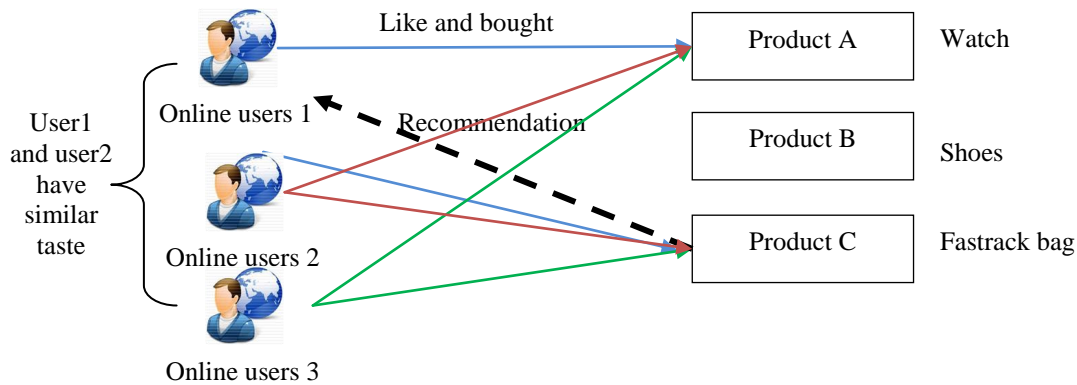 Like and bought
Product A
Watch
Online users 1
Recommendation
User1
and user2
have
similar
taste
Product B
Shoes
Online users 2
Product C
Fastrack bag
Online users 3